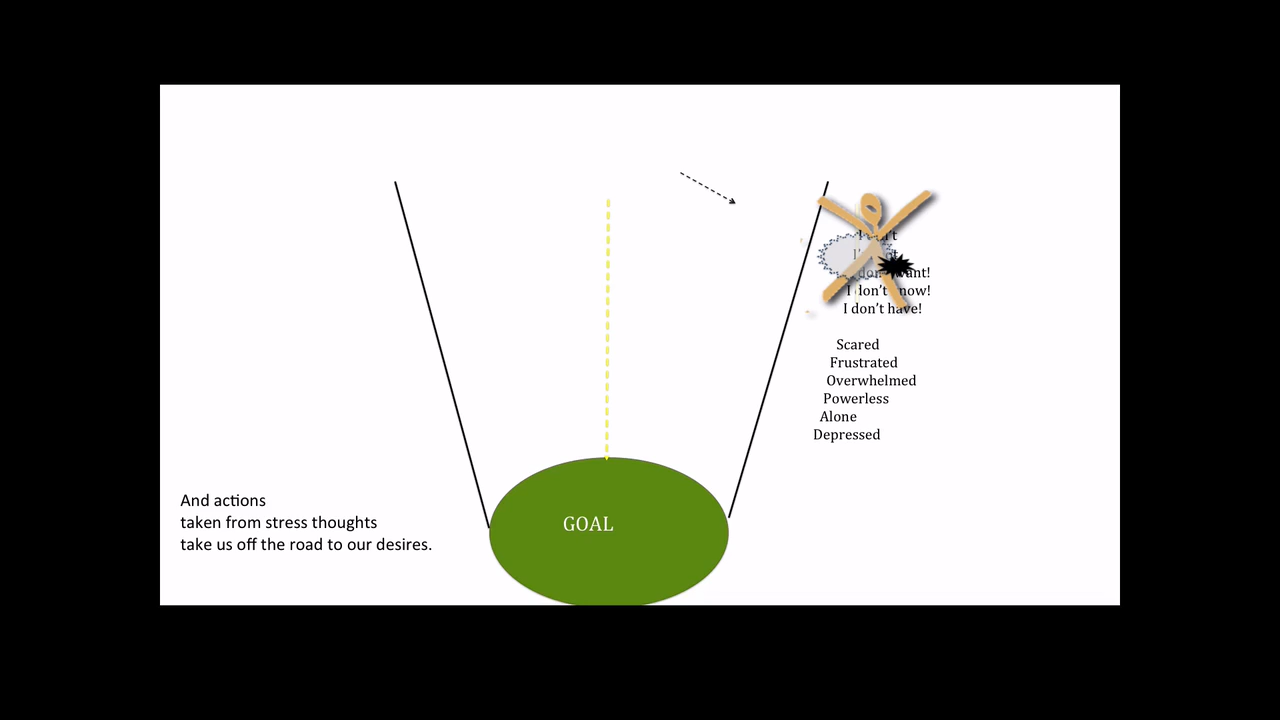 don't want!
I don't know!
I don't have!
Scared
Frustrated
Overwhelmed
Powerless
Alone
Depressed
And actions
taken from stress thoughts
take us off the road to our desires.
GOAL